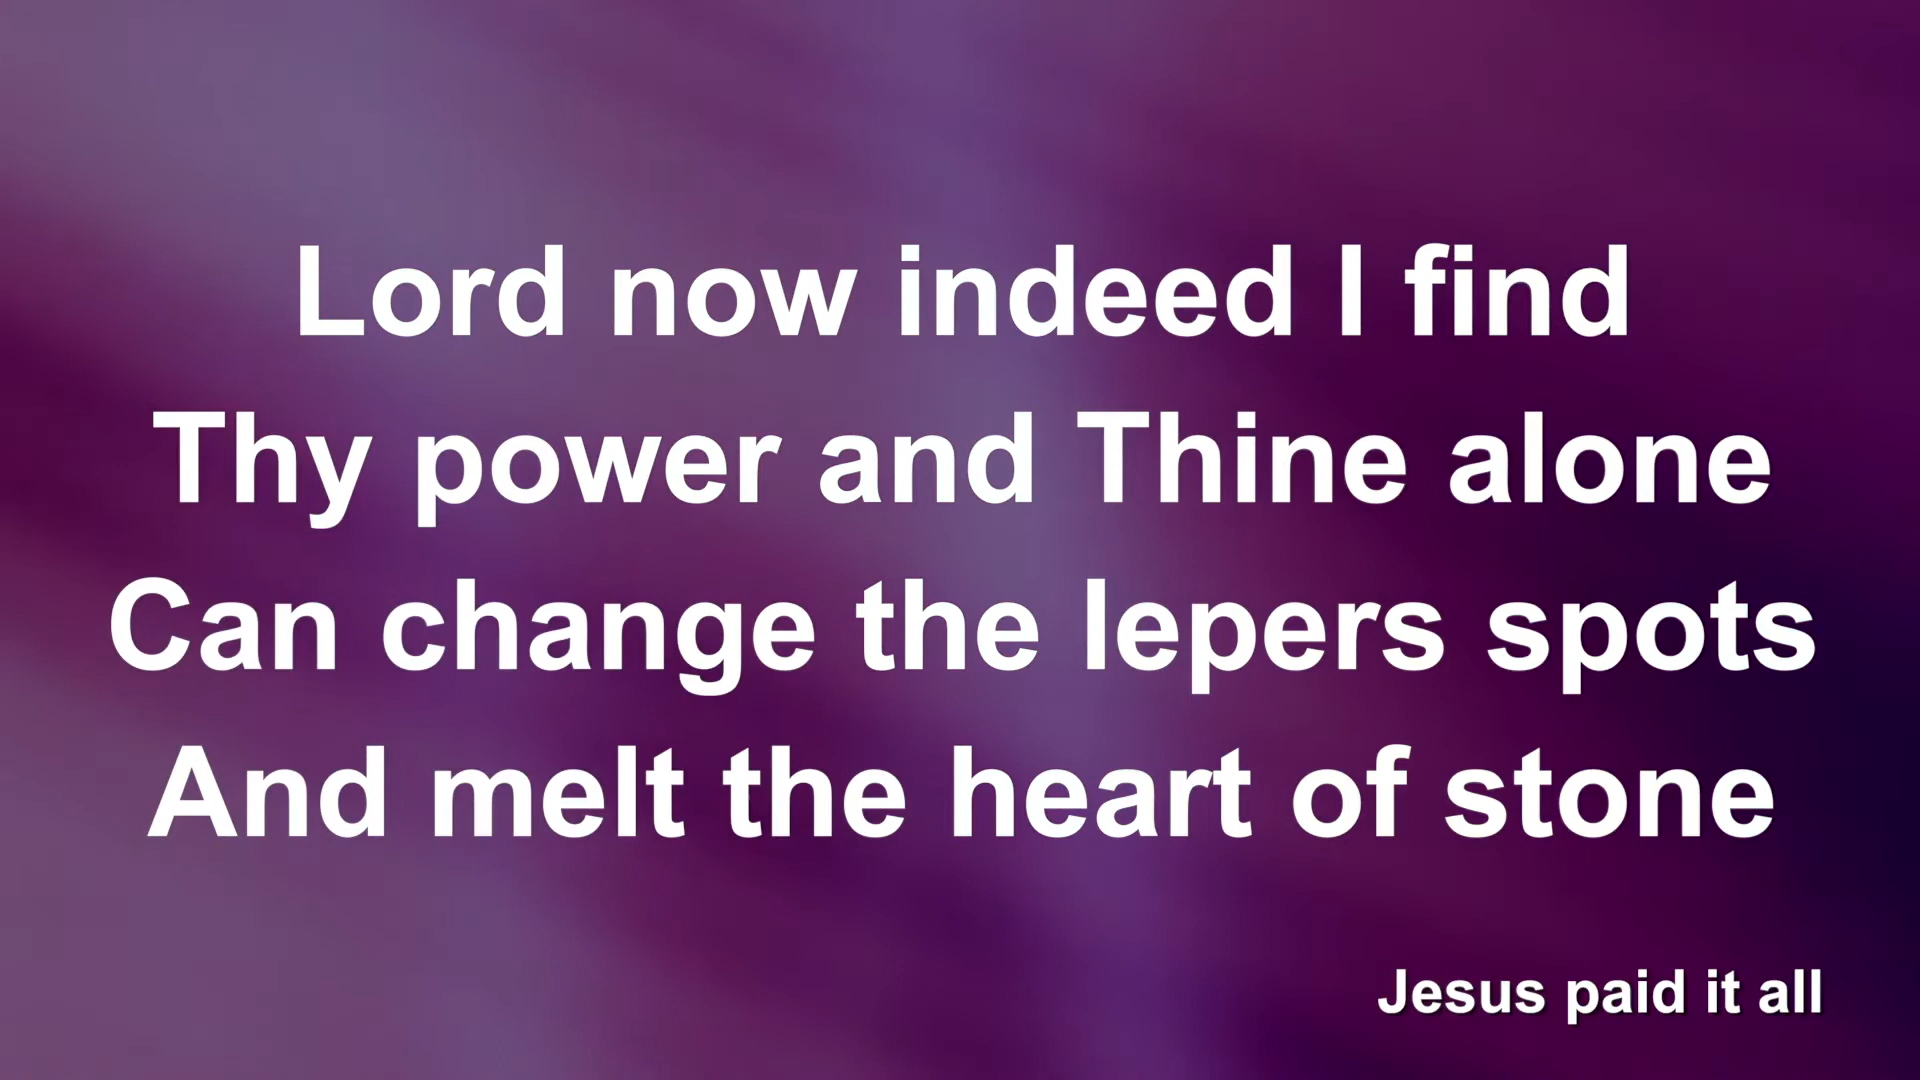 Lord now indeed I find
Thy power and Thine alone
Can change the lepers spots
And melt the heart of stone
Jesus paid it all